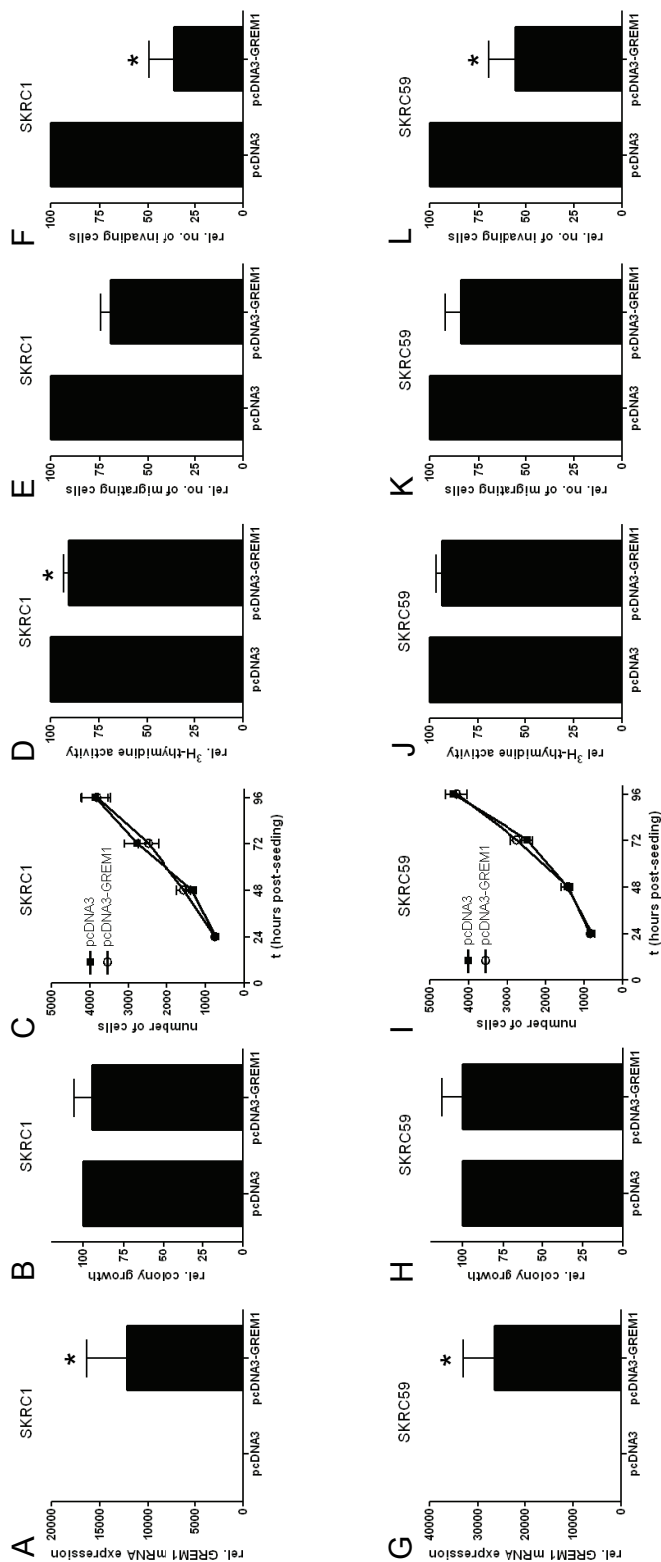 A
SKRC1
rel. GREM1 mRNA expression
20000
15000
10000
5000
0
pcDNA3
pcDNA3-GREM1
*
B
SKRC1
rel. colony growth
100
75
50
25
0
pcDNA3
pcDNA3-GREM1
C
SKRC1
number of cells
5000
4000
3000
2000
1000
0
pcDNA3
pcDNA3-GREM1
0
24
48
72
96
t (hours post-seeding)
D
SKRC1
rel. ³H-thymidine activity
100
75
50
25
0
pcDNA3
pcDNA3-GREM1
*
E
SKRC1
rel. no. of migrating cells
100
75
50
25
0
pcDNA3
pcDNA3-GREM1
F
SKRC1
rel. no. of invading cells
100
75
50
25
0
pcDNA3
pcDNA3-GREM1
*
G
SKRC59
rel. GREM1 mRNA expression
40000
30000
20000
10000
0
pcDNA3
pcDNA3-GREM1
*
H
SKRC59
rel. colony growth
100
75
50
25
0
pcDNA3
pcDNA3-GREM1
I
SKRC59
number of cells
5000
4000
3000
2000
1000
0
pcDNA3
pcDNA3-GREM1
0
24
48
72
96
t (hours post-seeding)
J
SKRC59
rel. ³H-thymidine activity
100
75
50
25
0
pcDNA3
pcDNA3-GREM1
K
SKRC59
rel. no. of migrating cells
100
75
50
25
0
pcDNA3
pcDNA3-GREM1
L
SKRC59
rel. no. of invading cells
100
75
50
25
0
pcDNA3
pcDNA3-GREM1
*